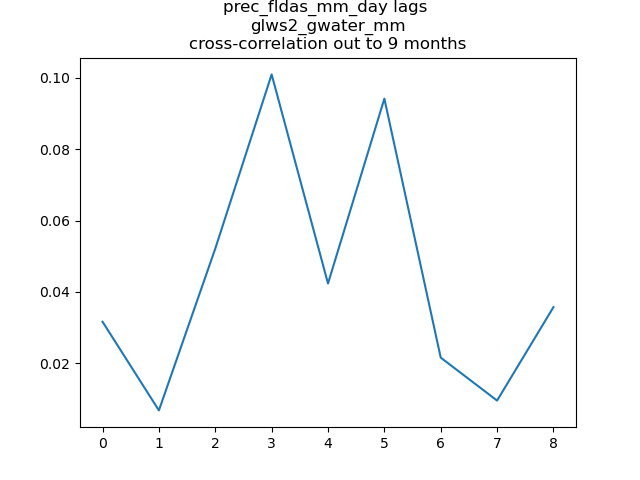 prec_fldas_mm_day lags
glws2_gwater_mm
cross-correlation out to 9 months
0.10
0.08
0.06
0.04
0.02
0 1 2 3 4 5 6 7 8